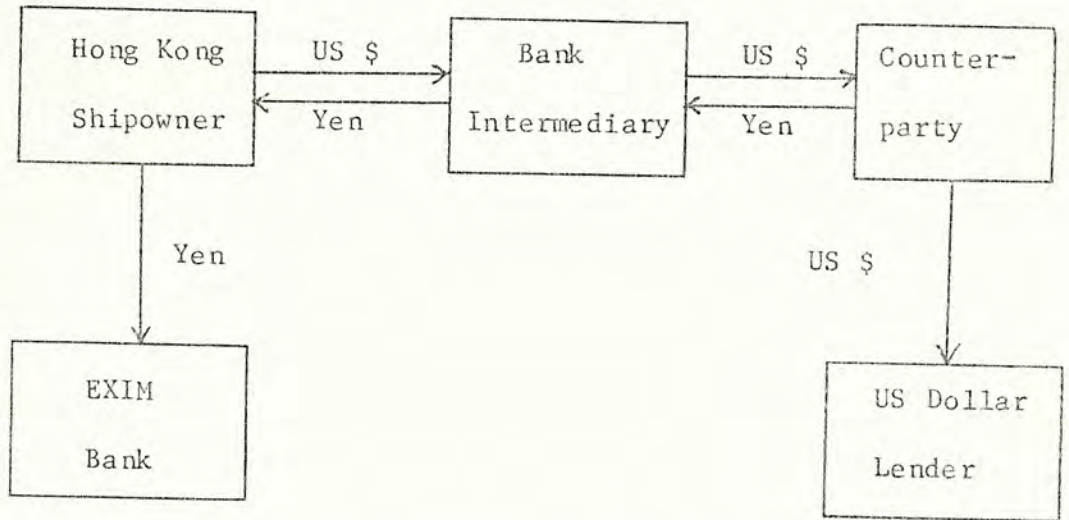 Hong Kong
Shipowner
US $
Yen
Bank
Intermediary
US $
Yen
Counter-
party
Yen
US $
EXIM
Bank
US Dollar
Lender